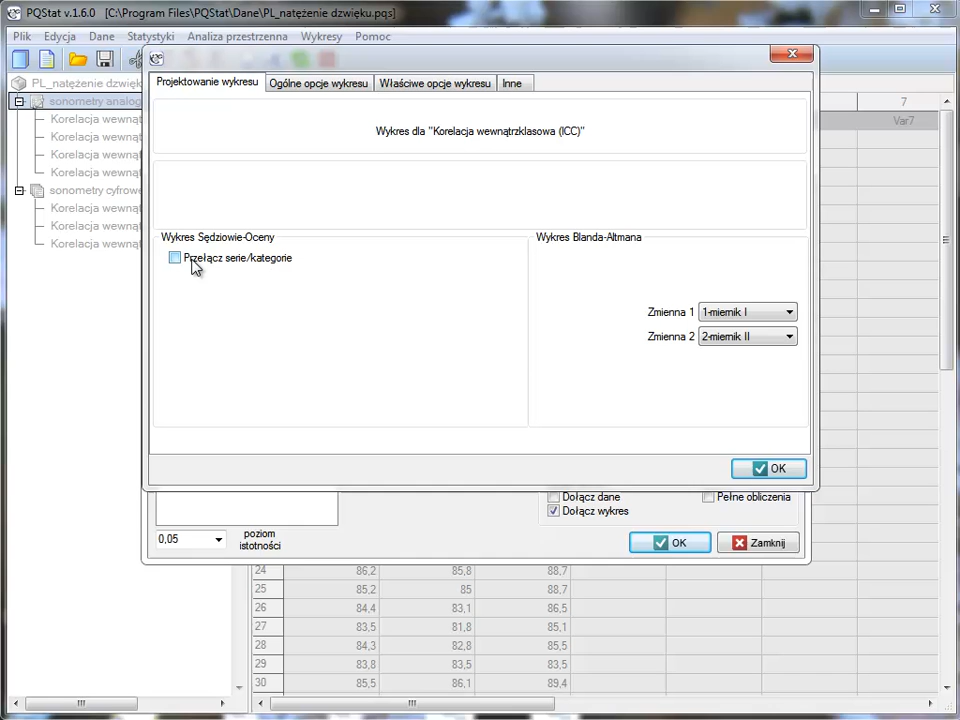 PQStat v.1.6.0 [C:\Program Files\PQStat\Dane\PL_natężenie dzwięku.pqs]
Plik Edycja Dane Statystyki Analiza przestrzenna Wykresy Pomoc
PL_natężenie dzwięk
sonometry analog
Korelacja wewnąt
Korelacja wewnąt
Korelacja wewnąt
Korelacja wewnąt
sonometry cyfrowe
Korelacja wewnąt
Korelacja wewnąt
Korelacja wewnąt
7
Var7
Projektowanie wykresu Ogólne opcje wykresu Właściwe opcje wykresu Inne
Wykres dla "Korelacja wewnątrzklasowa (ICC)"
Wykres Sędziowie-Oceny
Przełącz serie/kategorie
Wykres Blanda-Altmana
Zmienna 1 1-miernik I
Zmienna 2 2-miernik II
OK
Dołącz dane Pełne obliczenia
Dołącz wykres
0,05 poziom
istotności
OK Zamknij
24 86,2 85,8 88,7
25 85,2 85 88,7
26 84,4 83,1 86,5
27 83,5 81,8 85,1
28 84,3 82,8 85,5
29 83,8 83,5 83,5
30 85,5 86,1 89,4